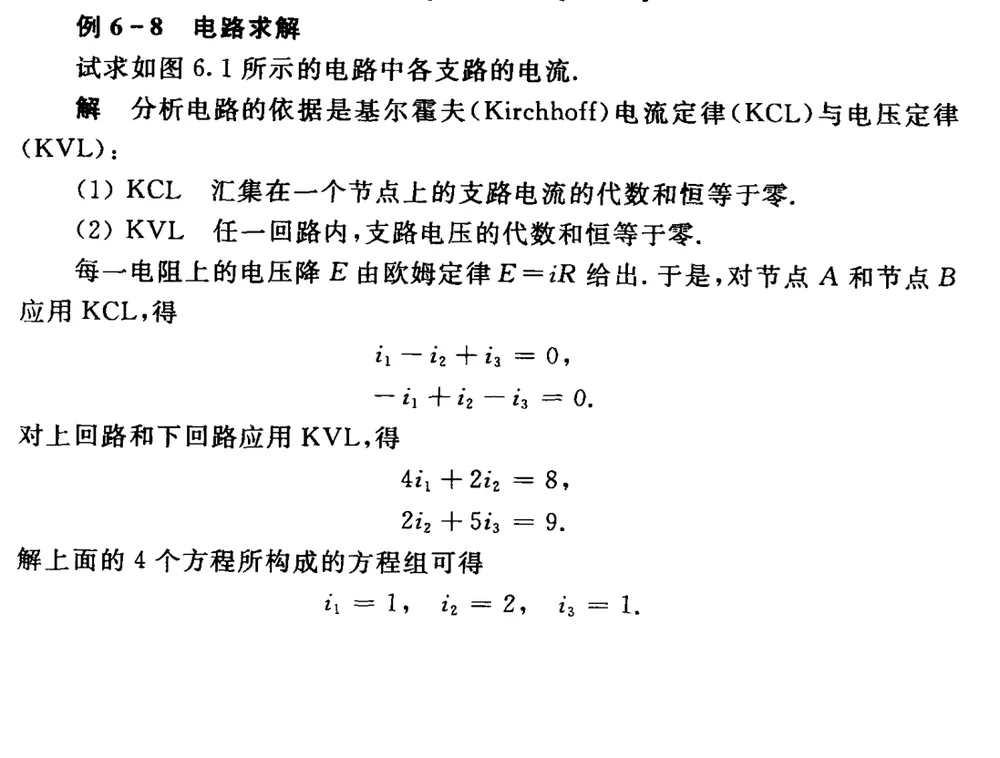 例 6-8 电路求解
试求如图 6.1 所示的电路中各支路的电流.
解 分析电路的依据是基尔霍夫(Kirchhoff)电流定律(KCL)与电压定律
(KVL):
(1) KCL 汇集在一个节点上的支路电流的代数和恒等于零.
(2) KVL 任一回路内,支路电压的代数和恒等于零.
每一电阻上的电压降 E 由欧姆定律 E=iR 给出.于是,对节点 A 和节点 B
应用 KCL,得
i₁ − i₂ + i₃ = 0,
− i₁ + i₂ − i₃ = 0.
对上回路和下回路应用 KVL,得
4i₁ + 2i₂ = 8,
2i₂ + 5i₃ = 9.
解上面的 4 个方程所构成的方程组可得
i₁ = 1, i₂ = 2, i₃ = 1.